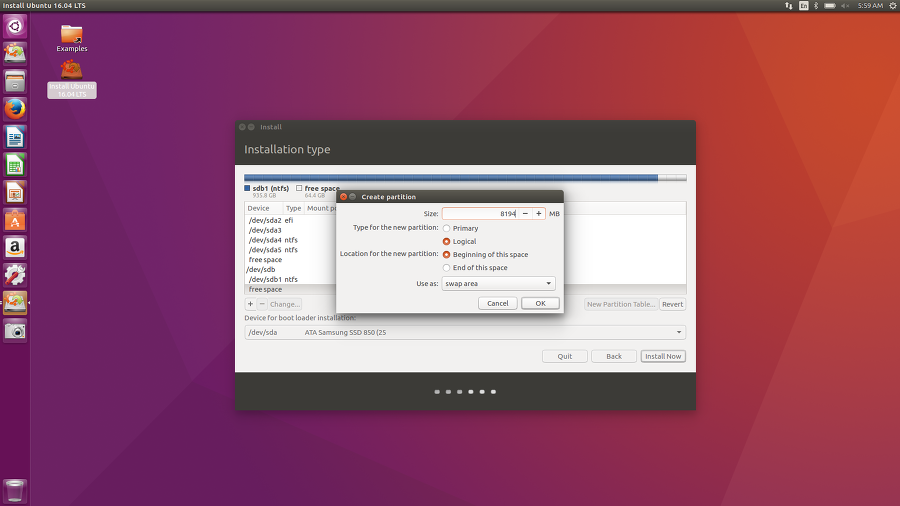 Install Ubuntu 16.04 LTS
En
5:59 AM
Examples
Install Ubuntu
16.04 LTS
Install
Installation type
sdb1 (ntfs)
free space
935.8 GB
64.4 GB
Create partition
Device Type Mount p
Size: 8194 MB
/dev/sda2 efi
Type for the new partition: Primary
/dev/sda3
Logical
/dev/sda4 ntfs
Location for the new partition: Beginning of this space
/dev/sda5 ntfs
free space
End of this space
/dev/sdb
/dev/sdb1 ntfs
Use as: swap area
free space
Cancel OK
+ − Change... New Partition Table... Revert
Device for boot loader installation:
/dev/sda ATA Samsung SSD 850 (25
Quit Back Install Now